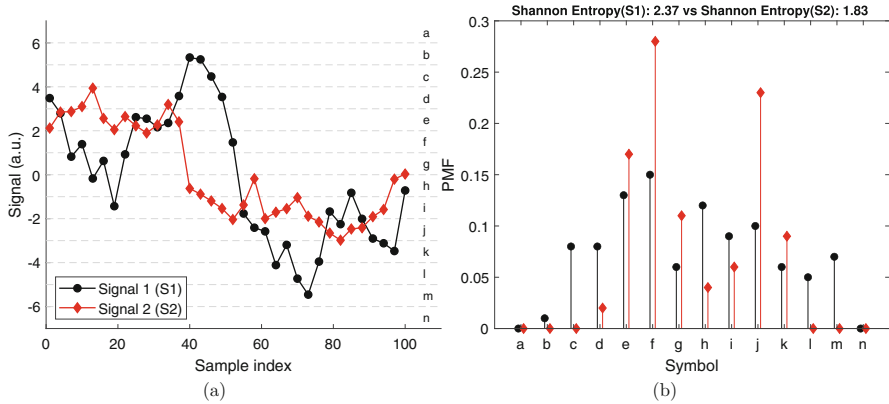 Shannon Entropy(S1): 2.37 vs Shannon Entropy(S2): 1.83
Signal (a.u.)
6
4
2
0
-2
-4
-6
a
b
c
d
e
f
g
h
i
j
k
l
m
n
Signal 1 (S1)
Signal 2 (S2)
0 20 40 60 80 100
Sample index
(a)
PMF
0.3
0.25
0.2
0.15
0.1
0.05
0
a b c d e f g h i j k l m n
Symbol
(b)